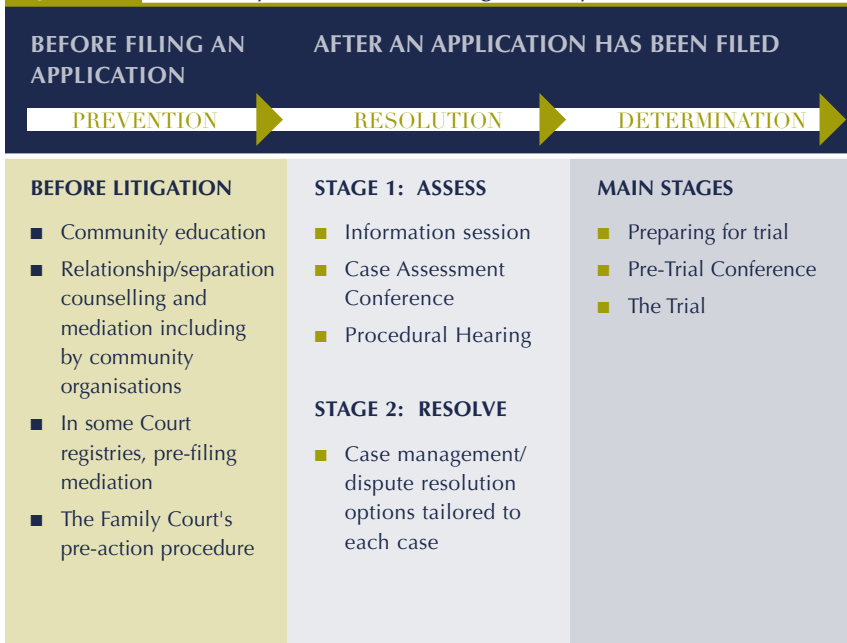 BEFORE FILING AN
APPLICATION
AFTER AN APPLICATION HAS BEEN FILED
PREVENTION
RESOLUTION
DETERMINATION
BEFORE LITIGATION
■ Community education
■ Relationship/separation
counselling and
mediation including
by community
organisations
■ In some Court
registries, pre-filing
mediation
■ The Family Court's
pre-action procedure
STAGE 1: ASSESS
■ Information session
■ Case Assessment
Conference
■ Procedural Hearing
STAGE 2: RESOLVE
■ Case management/
dispute resolution
options tailored to
each case
MAIN STAGES
■ Preparing for trial
■ Pre-Trial Conference
■ The Trial